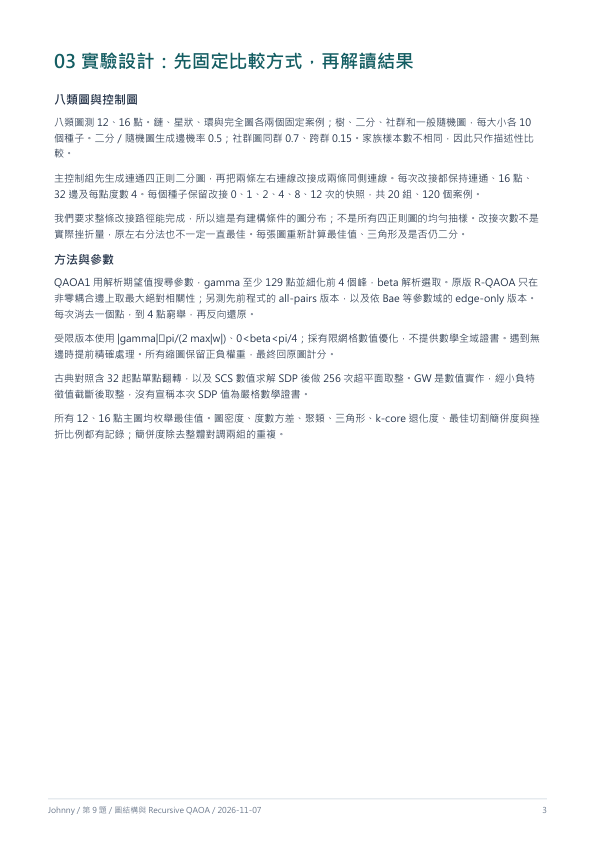 03 實驗設計：先固定比較方式，再解讀結果
八類圖與控制圖
八類圖測 12、16 點。鏈、星狀、環與完全圖各兩個固定案例；樹、二分、社群和一般隨機圖，每大小各 10
個種子。二分 / 隨機圖生成邊機率 0.5；社群圖同群 0.7、跨群 0.15。家族樣本數不相同，因此只作描述性比
較。
主控制組先生成連通四正則二分圖，再把兩條左右連線改接成兩條同側連線。每次改接都保持連通、16 點、
32 邊及每點度數 4。每個種子保留改接 0、1、2、4、8、12 次的快照，共 20 組、120 個案例。
我們要求整條改接路徑能完成，所以這是有建構條件的圖分布；不是所有四正則圖的均勻抽樣。改接次數不是
實際挫折量，原左右分法也不一定一直最佳。每張圖重新計算最佳值、三角形及是否仍二分。
方法與參數
QAOA1 用解析期望值搜尋參數，gamma 至少 129 點並細化前 4 個峰，beta 解析選取。原版 R-QAOA 只在
非零耦合邊上取最大絕對相關性；另測先前程式的 all-pairs 版本，以及依 Bae 等參數域的 edge-only 版本。
每次消去一個點，到 4 點窮舉，再反向還原。
受限版本使用 |gamma|□pi/(2 max|w|)、0<beta<pi/4；採有限網格數值優化，不提供數學全域證書。遇到無
邊時提前精確處理。所有縮圖保留正負權重，最終回原圖計分。
古典對照含 32 起點單點翻轉，以及 SCS 數值求解 SDP 後做 256 次超平面取整。GW 是數值實作，經小負特
徵值截斷後取整，沒有宣稱本次 SDP 值為嚴格數學證書。
所有 12、16 點主圖均枚舉最佳值。圖密度、度數方差、聚類、三角形、k-core 退化度、最佳切割簡併度與挫
折比例都有記錄；簡併度除去整體對調兩組的重複。
Johnny / 第 9 題 / 圖結構與 Recursive QAOA / 2026-11-07
3